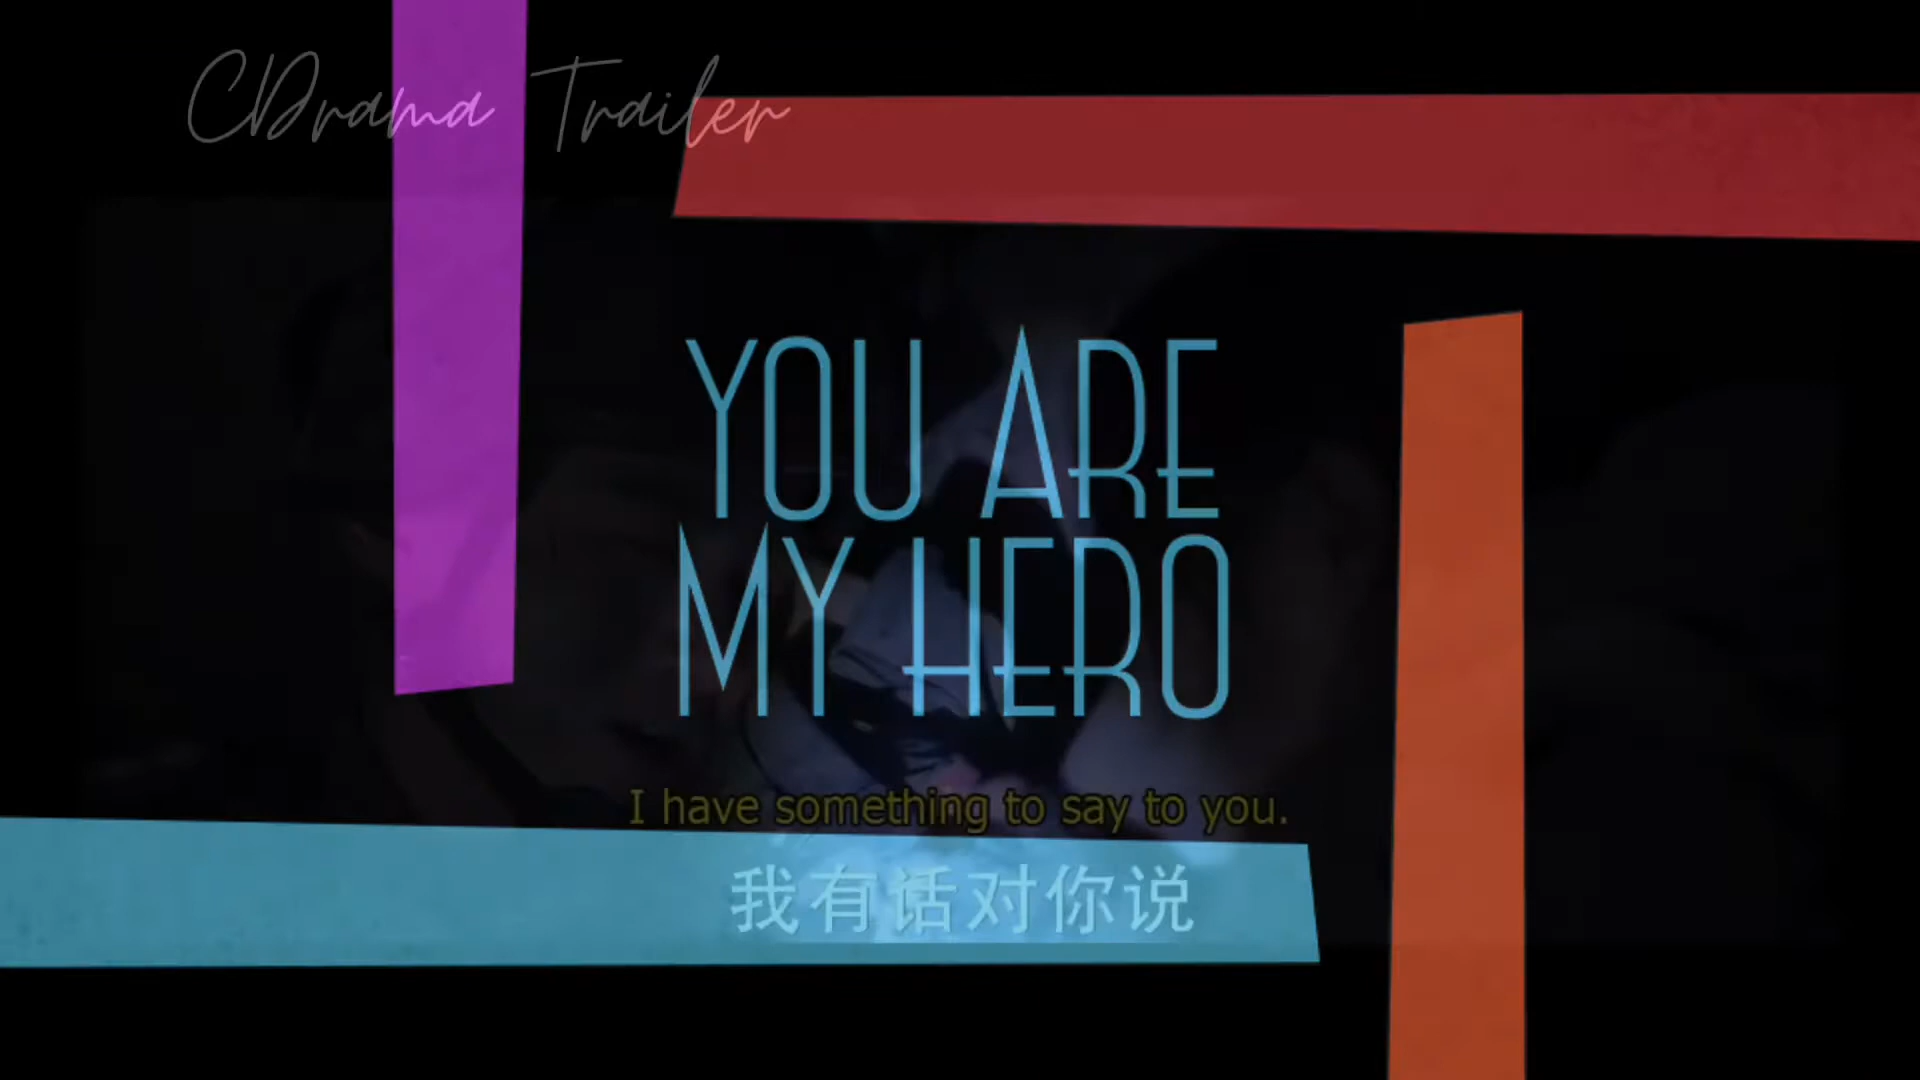 CDrama Trailer
YOU ARE
MY HERO
I have something to say to you.
我有话对你说